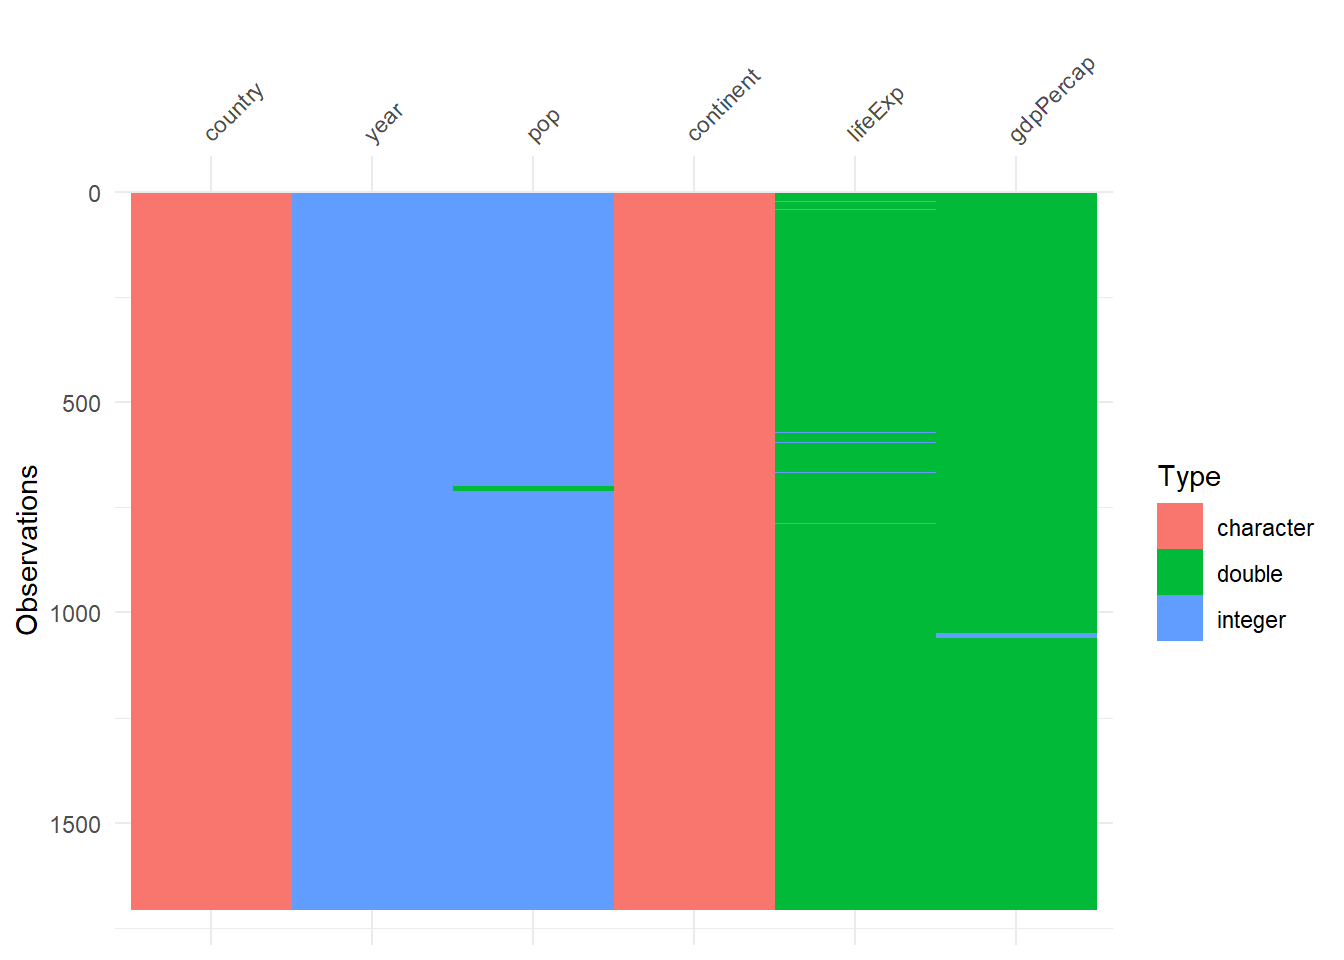 country
year
pop
continent
lifeExp
gdpPercap
0
500
1000
1500
Observations
Type
character
double
integer